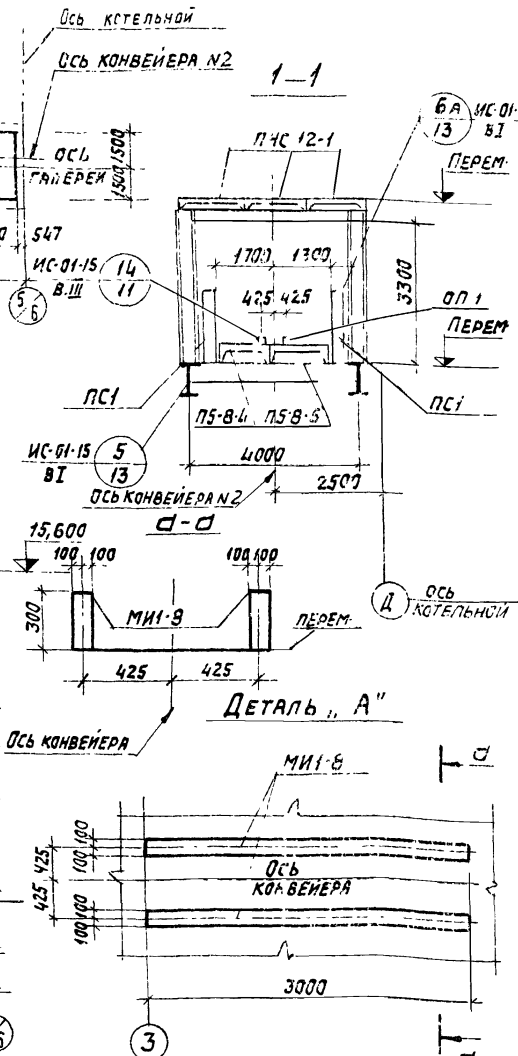 Ось котельной
Ось конвейера N2
1500 1500
ось
галереи
547
5
6
1—1
ПНС 12-1
6А
13
ИС-01-
В I
ПЕРЕМ.
1700 1300
425 425
3300
ИС-01-15
В.III
14
11
ОП 1
ПЕРЕМ.
ПС1
П5-8-4 П5-8-5
ПС1
ИС-01-15
В I
5
13
4000
2500
Ось конвейера N2
Д
ось
котельной
d-d
15,600
100 100
100 100
300
МИ1-8
ПЕРЕМ.
425 425
Ось конвейера
Деталь „А"
МИ1-8
d
425
425
100 100
100 100
Ось
конвейера
3000
3